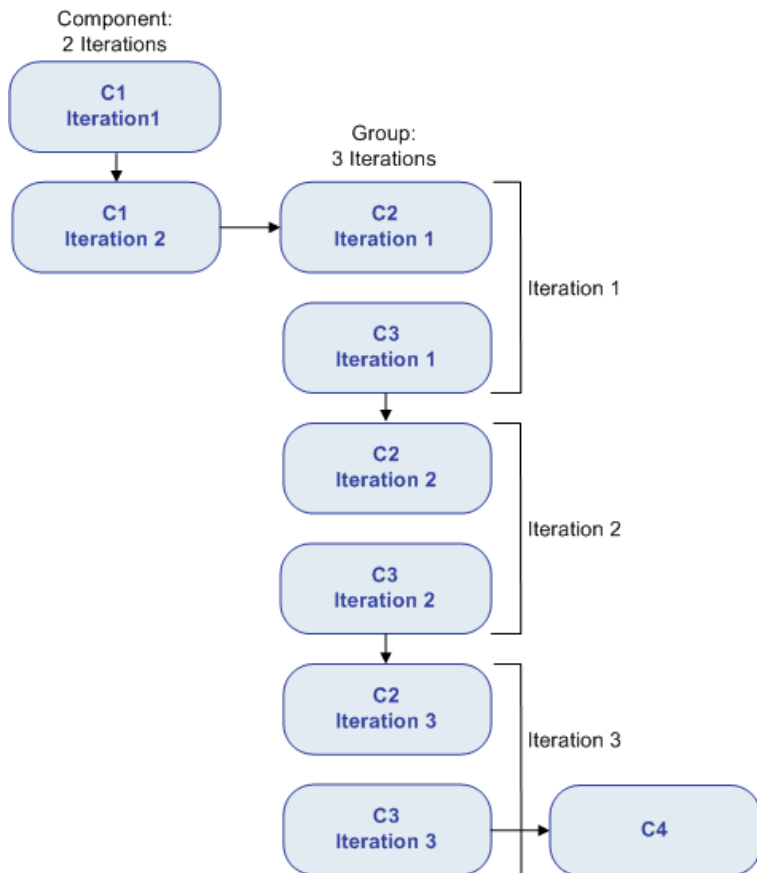 Component:
2 Iterations
C1
Iteration1
Group:
3 Iterations
C1
Iteration 2
C2
Iteration 1
Iteration 1
C3
Iteration 1
C2
Iteration 2
Iteration 2
C3
Iteration 2
C2
Iteration 3
Iteration 3
C3
Iteration 3
C4